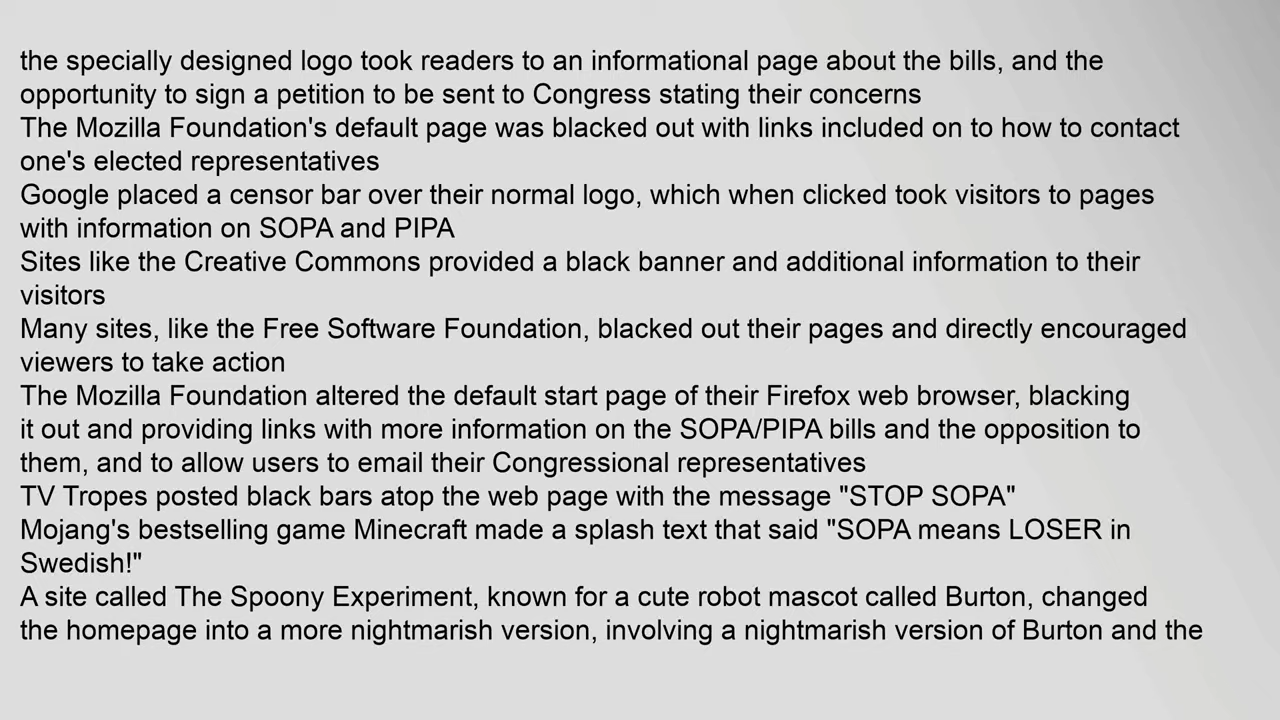 the specially designed logo took readers to an informational page about the bills, and the
opportunity to sign a petition to be sent to Congress stating their concerns
The Mozilla Foundation's default page was blacked out with links included on to how to contact
one's elected representatives
Google placed a censor bar over their normal logo, which when clicked took visitors to pages
with information on SOPA and PIPA
Sites like the Creative Commons provided a black banner and additional information to their
visitors
Many sites, like the Free Software Foundation, blacked out their pages and directly encouraged
viewers to take action
The Mozilla Foundation altered the default start page of their Firefox web browser, blacking
it out and providing links with more information on the SOPA/PIPA bills and the opposition to
them, and to allow users to email their Congressional representatives
TV Tropes posted black bars atop the web page with the message "STOP SOPA"
Mojang's bestselling game Minecraft made a splash text that said "SOPA means LOSER in
Swedish!"
A site called The Spoony Experiment, known for a cute robot mascot called Burton, changed
the homepage into a more nightmarish version, involving a nightmarish version of Burton and the